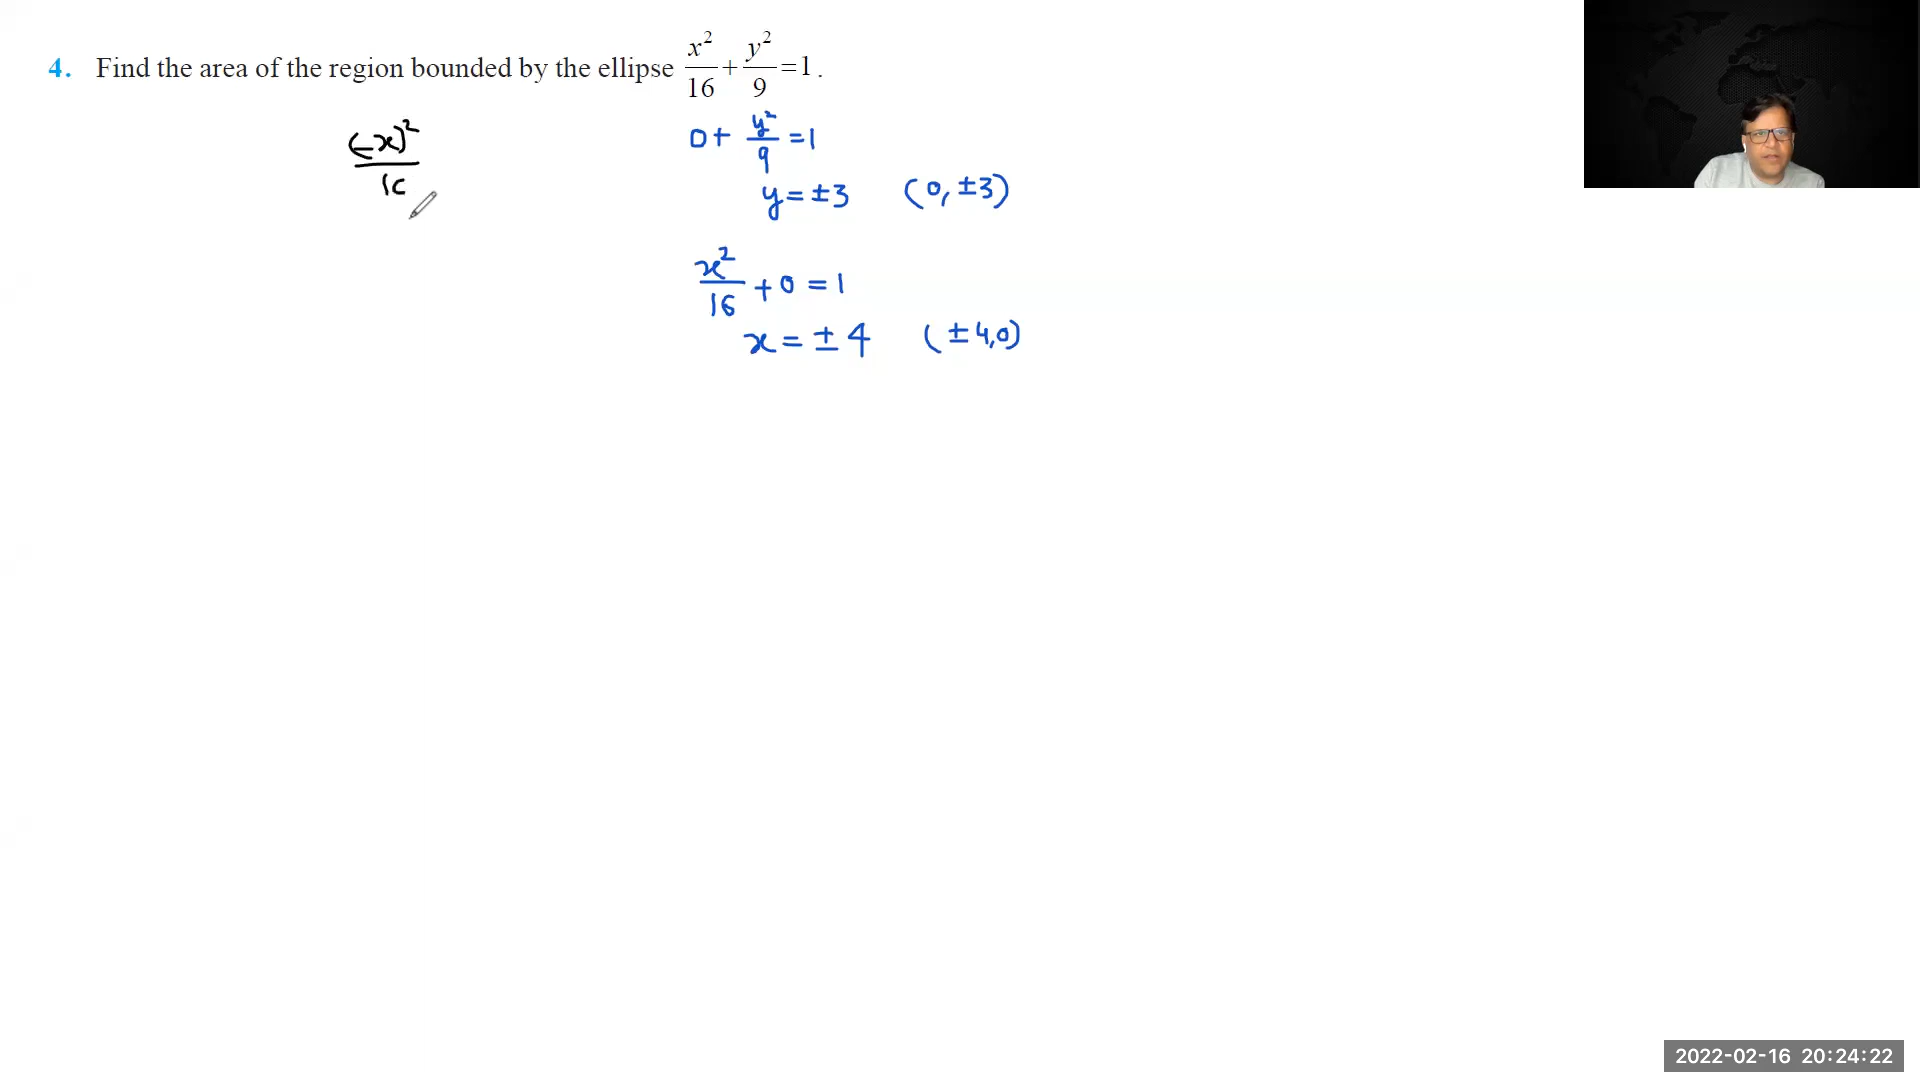 4. Find the area of the region bounded by the ellipse x²/16 + y²/9 = 1.
(-x)²/1c
0 + y²/9 = 1
y = ±3 (0, ±3)
x²/16 + 0 = 1
x = ±4 (±4,0)
2022-02-16 20:24:22